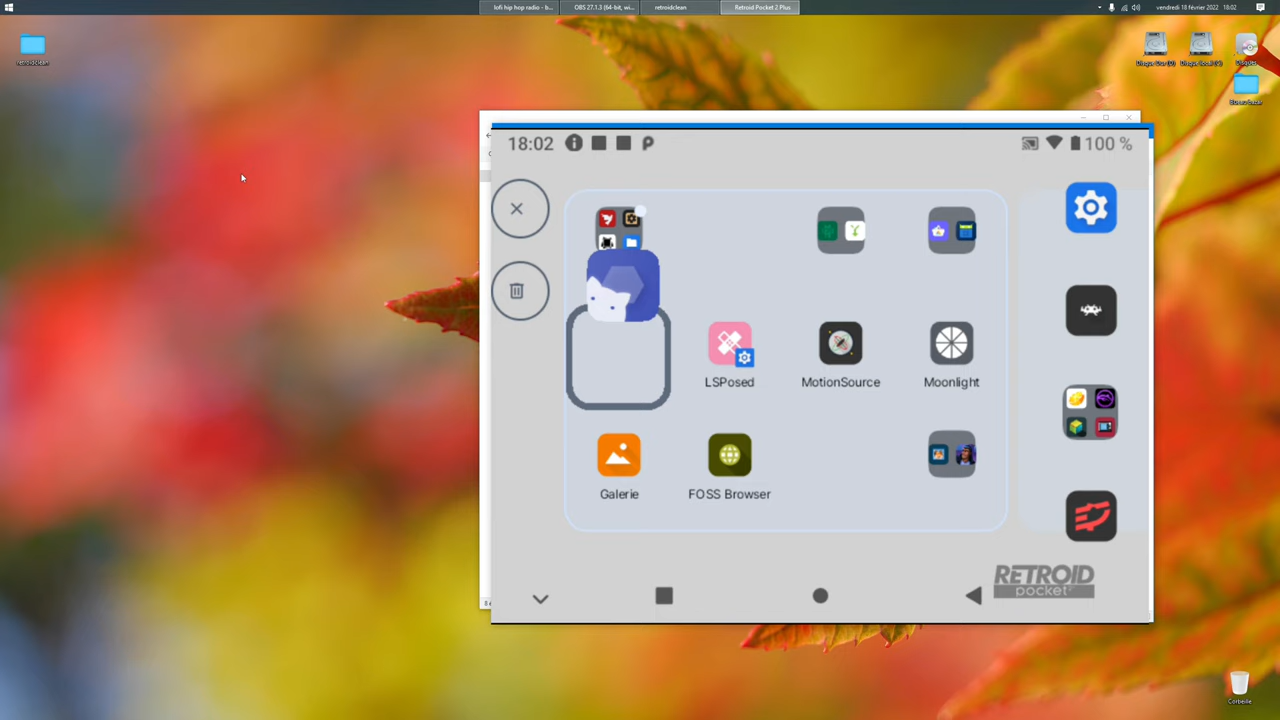 lofi hip hop radio - b...
OBS 27.1.3 (64-bit, wi...
retroidclean
Retroid Pocket 2 Plus
vendredi 18 février 2022
18:02
retroidclean
Corbeille
18:02
100 %
LSPosed
MotionSource
Moonlight
Galerie
FOSS Browser
RETROID
pocket